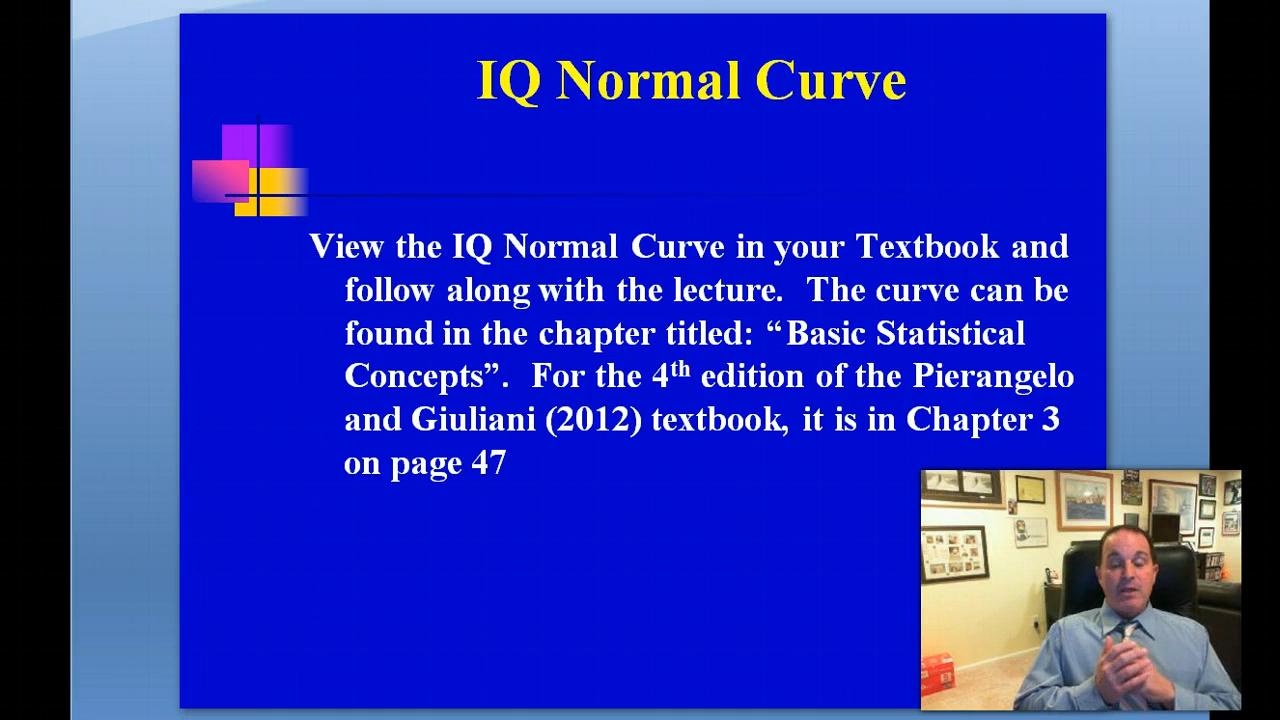 IQ Normal Curve
View the IQ Normal Curve in your Textbook and
follow along with the lecture. The curve can be
found in the chapter titled: “Basic Statistical
Concepts”. For the 4th edition of the Pierangelo
and Giuliani (2012) textbook, it is in Chapter 3
on page 47